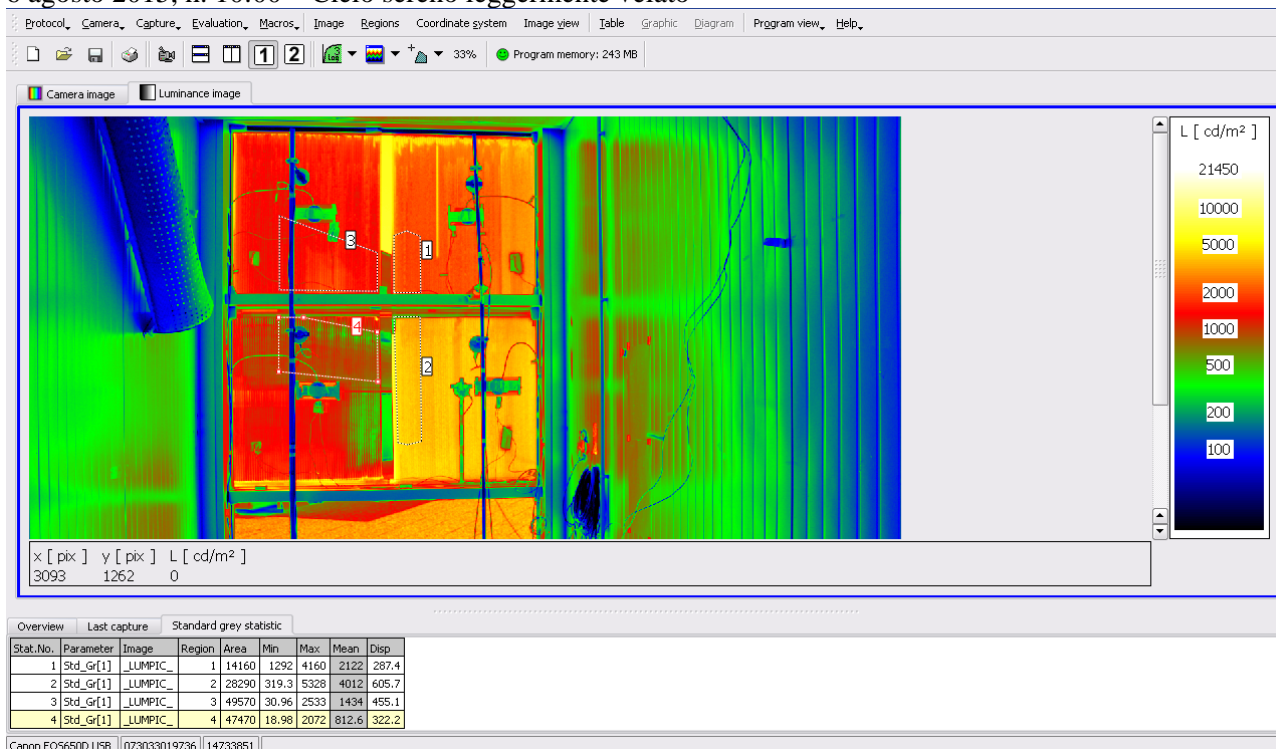 6 agosto 2015, h. 10.00 – Cielo sereno leggermente velato
Protocol Camera Capture Evaluation Macros Image Regions Coordinate system Image view Table Graphic Diagram Program view Help
1 2 LOG 33% Program memory: 243 MB
Camera image Luminance image
L [ cd/m² ]
21450
10000
5000
2000
1000
500
200
100
3
1
4
2
x [ pix ] y [ pix ] L [ cd/m² ]
3093 1262 0
Overview Last capture Standard grey statistic
Stat.No. Parameter Image Region Area Min Max Mean Disp
1 Std_Gr[1] _LUMPIC_ 1 14160 1292 4160 2122 287.4
2 Std_Gr[1] _LUMPIC_ 2 28290 319.3 5328 4012 605.7
3 Std_Gr[1] _LUMPIC_ 3 49570 30.96 2533 1434 455.1
4 Std_Gr[1] _LUMPIC_ 4 47470 18.98 2072 812.6 322.2
Canon EOS650D USB 073033019736 14733851